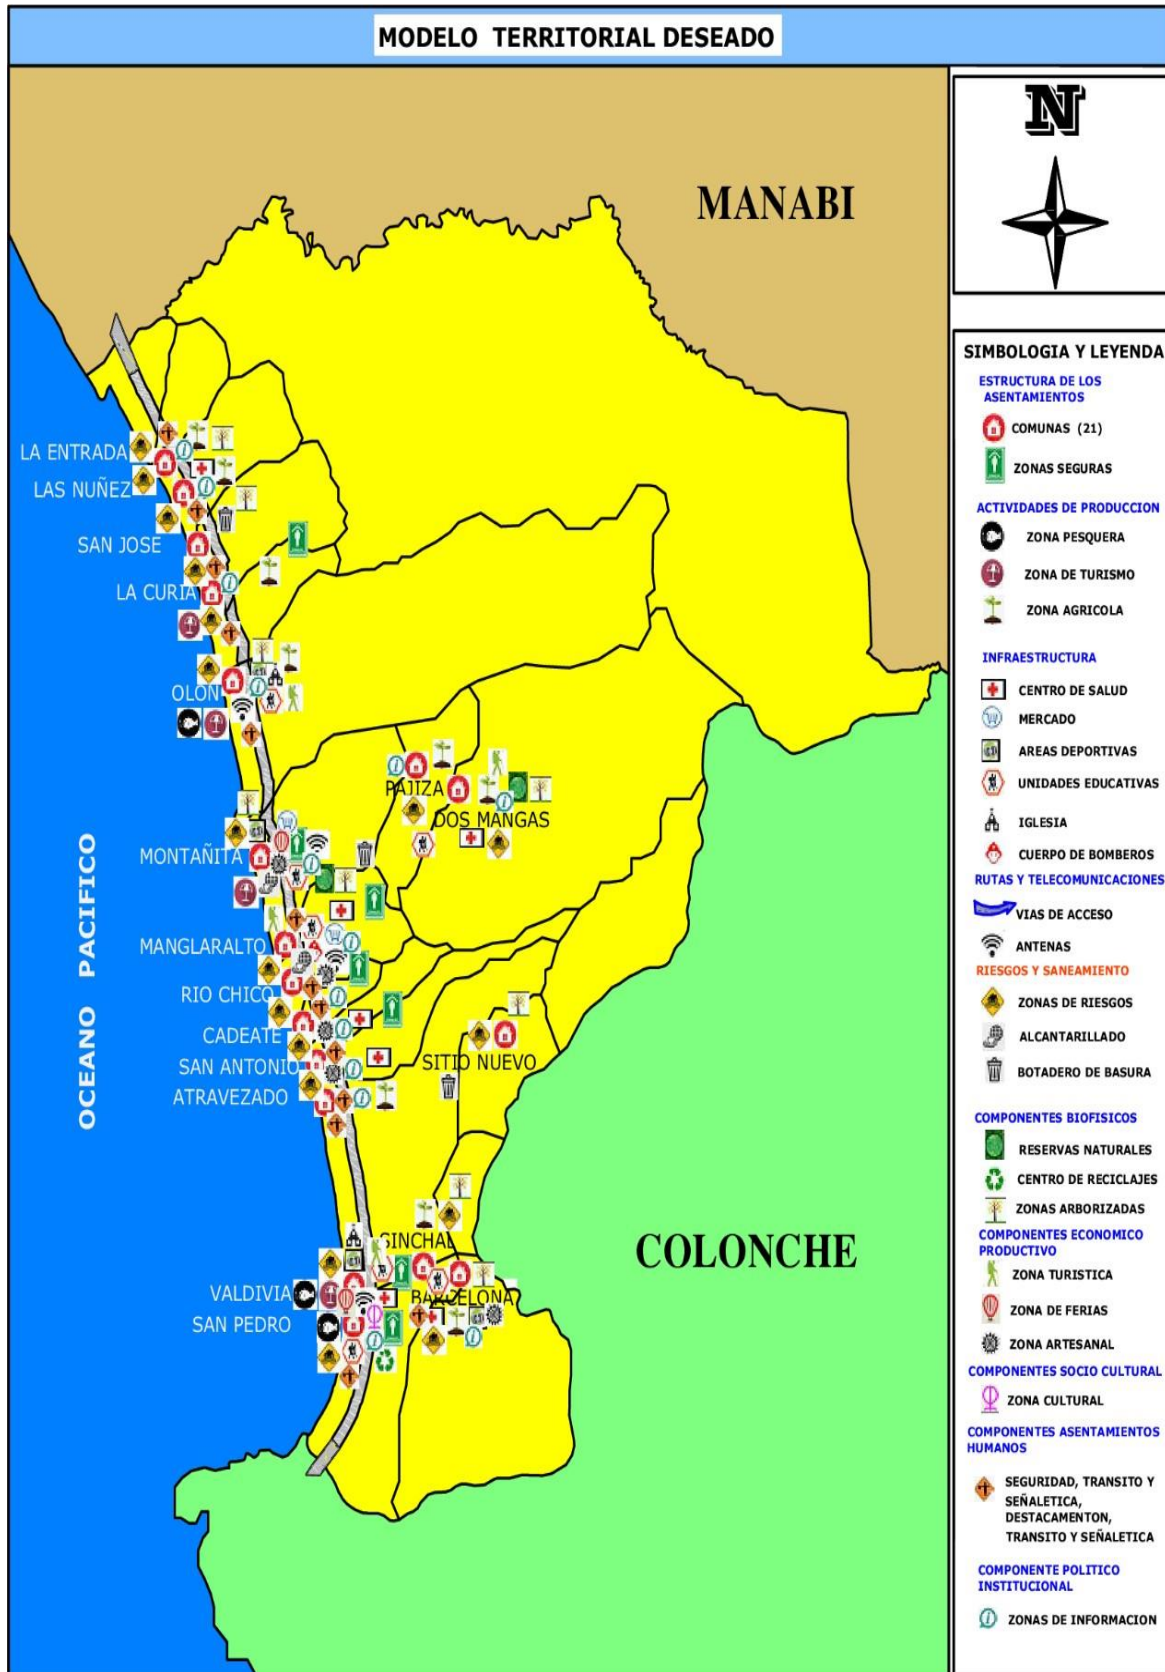 MODELO TERRITORIAL DESEADO
N
MANABI
COLONCHE
OCEANO PACIFICO
LA ENTRADA
LAS NUÑEZ
SAN JOSE
LA CURIA
OLON
PAJIZA
DOS MANGAS
MONTAÑITA
MANGLARALTO
RIO CHICO
CADEATE
SITIO NUEVO
SAN ANTONIO
ATRAVEZADO
SINCHAL
VALDIVIA
BARCELONA
SAN PEDRO
SIMBOLOGIA Y LEYENDA
ESTRUCTURA DE LOS
ASENTAMIENTOS
COMUNAS (21)
ZONAS SEGURAS
ACTIVIDADES DE PRODUCCION
ZONA PESQUERA
ZONA DE TURISMO
ZONA AGRICOLA
INFRAESTRUCTURA
CENTRO DE SALUD
MERCADO
AREAS DEPORTIVAS
UNIDADES EDUCATIVAS
IGLESIA
CUERPO DE BOMBEROS
RUTAS Y TELECOMUNICACIONES
VIAS DE ACCESO
ANTENAS
RIESGOS Y SANEAMIENTO
ZONAS DE RIESGOS
ALCANTARILLADO
BOTADERO DE BASURA
COMPONENTES BIOFISICOS
RESERVAS NATURALES
CENTRO DE RECICLAJES
ZONAS ARBORIZADAS
COMPONENTES ECONOMICO
PRODUCTIVO
ZONA TURISTICA
ZONA DE FERIAS
ZONA ARTESANAL
COMPONENTES SOCIO CULTURAL
ZONA CULTURAL
COMPONENTES ASENTAMIENTOS
HUMANOS
SEGURIDAD, TRANSITO Y
SEÑALETICA,
DESTACAMENTON,
TRANSITO Y SEÑALETICA
COMPONENTE POLITICO
INSTITUCIONAL
ZONAS DE INFORMACION